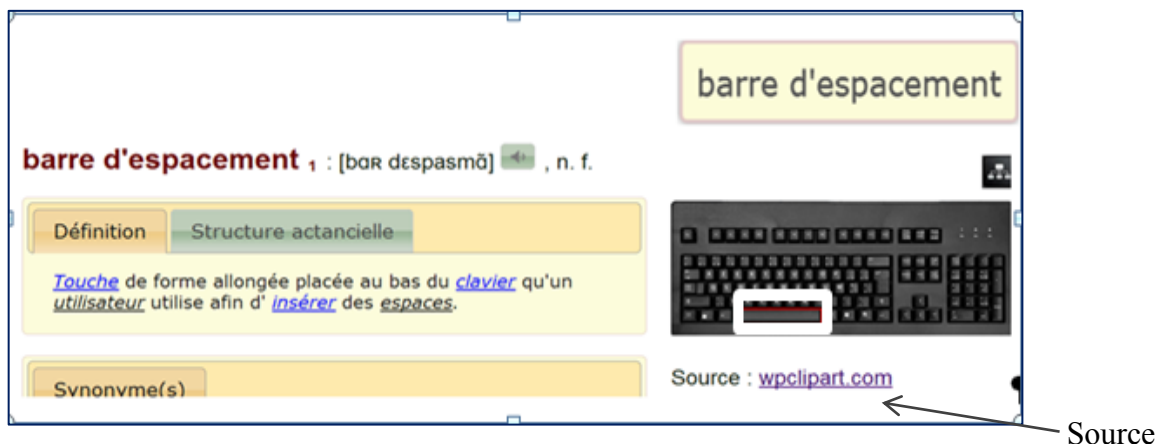 barre d'espacement
barre d'espacement 1 : [bɑʀ dɛspasmɑ̃] , n. f.
Définition Structure actancielle
Touche de forme allongée placée au bas du clavier qu'un
utilisateur utilise afin d' insérer des espaces.
Synonyme(s)
Source : wpclipart.com
Source